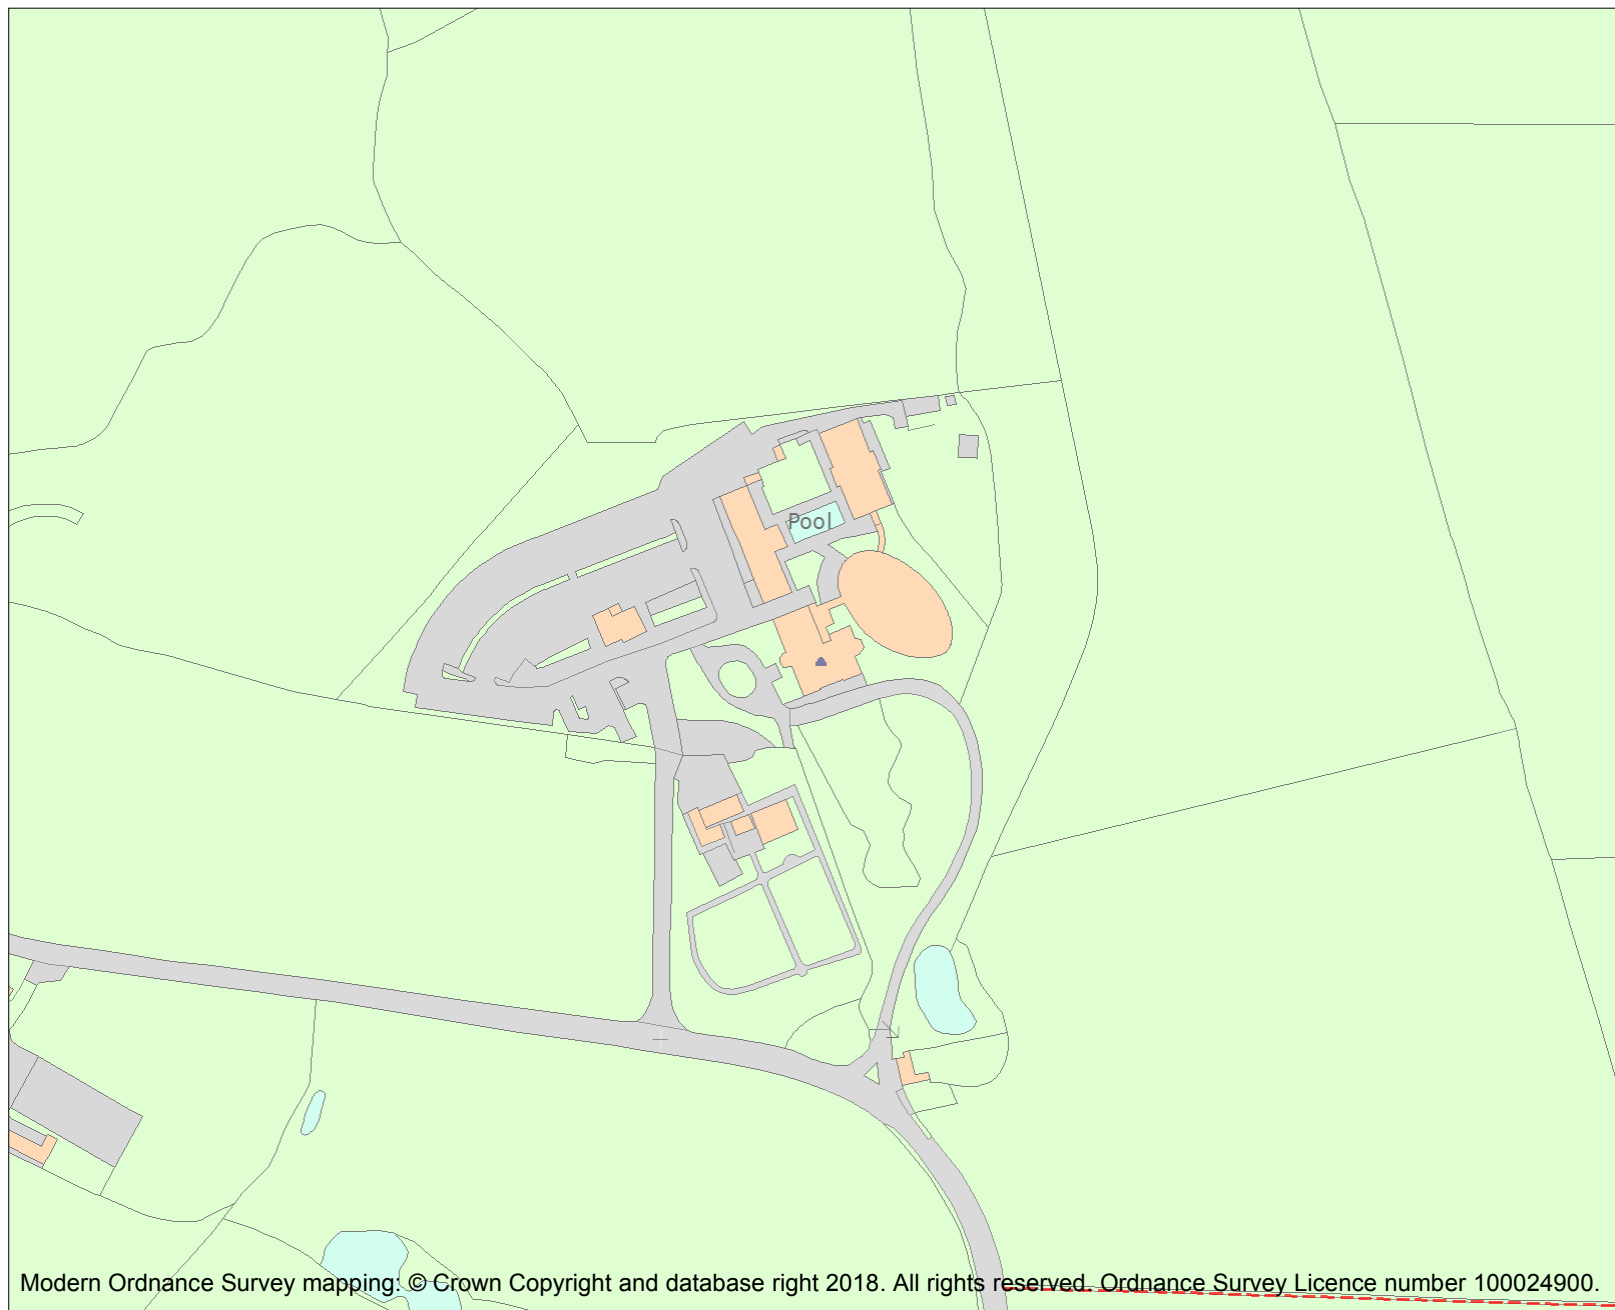 Pool
Modern Ordnance Survey mapping: © Crown Copyright and database right 2018. All rights reserved. Ordnance Survey Licence number 100024900.